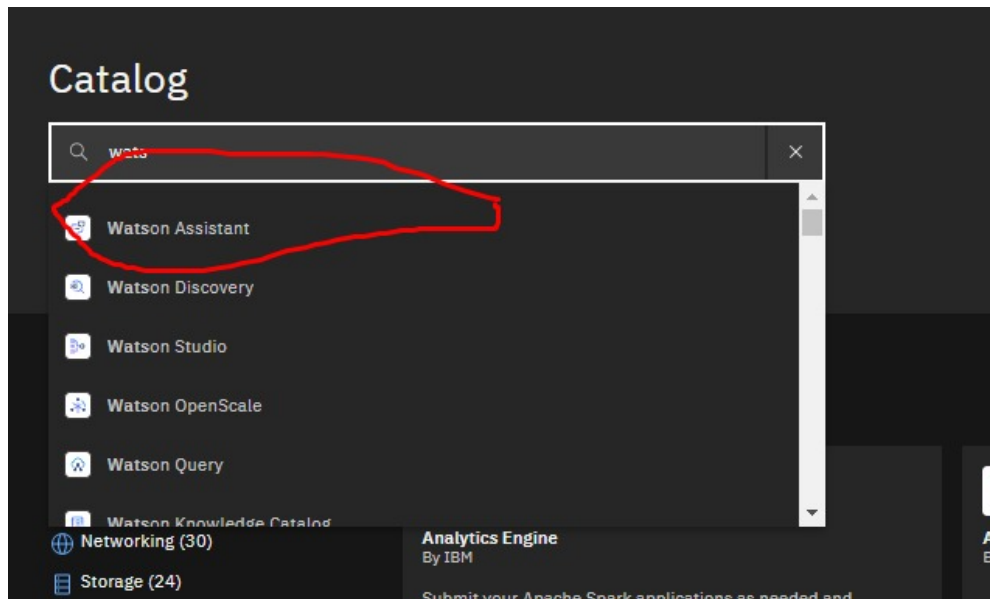 Catalog
wats
Watson Assistant
Watson Discovery
Watson Studio
Watson OpenScale
Watson Query
Watson Knowledge Catalog
Networking (30)
Storage (24)
Analytics Engine
By IBM
Submit your Apache Spark applications as needed and